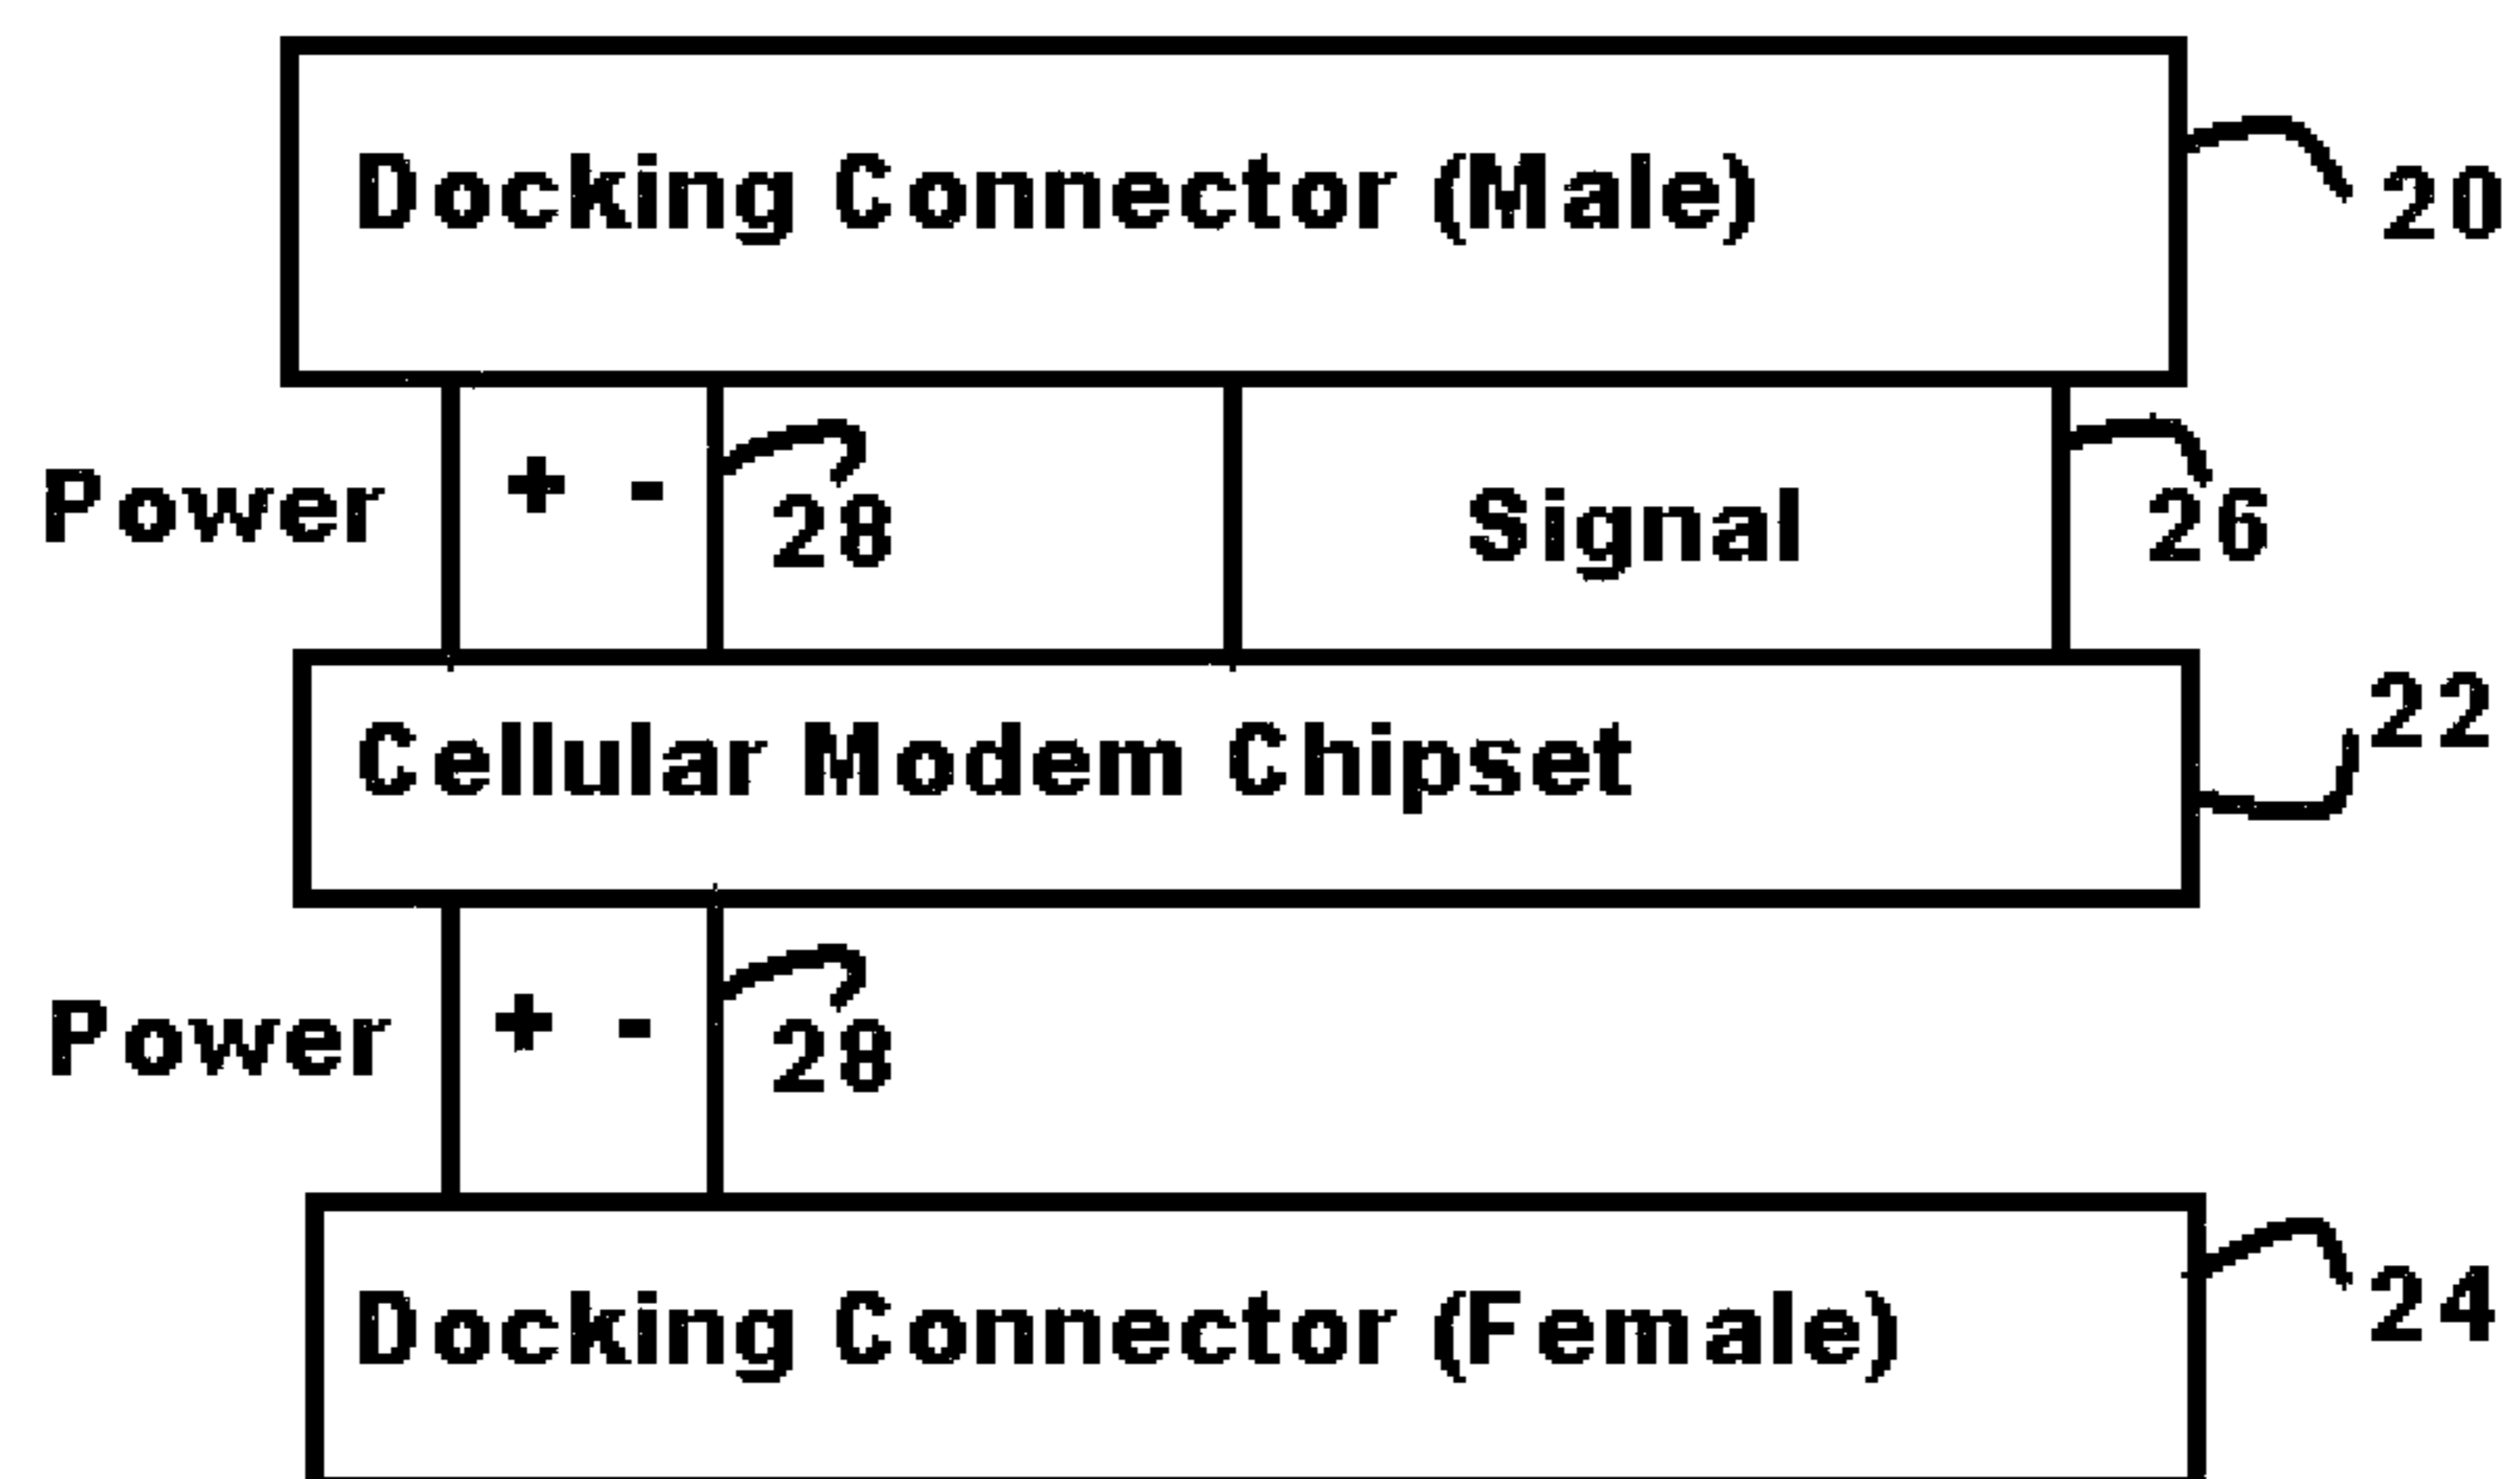 Docking Connector (Male)
20
Power + - 28 Signal 26
Cellular Modem Chipset
22
Power + - 28
Docking Connector (Female)
24